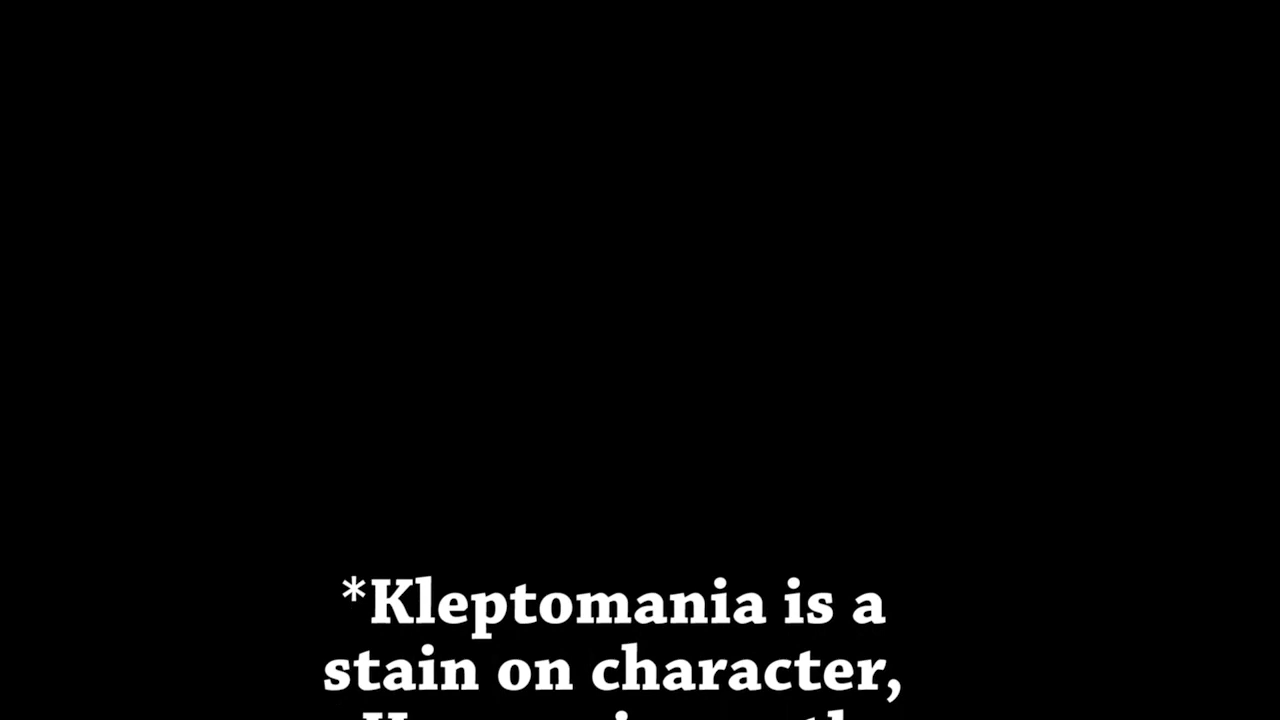 *Kleptomania is a
stain on character,